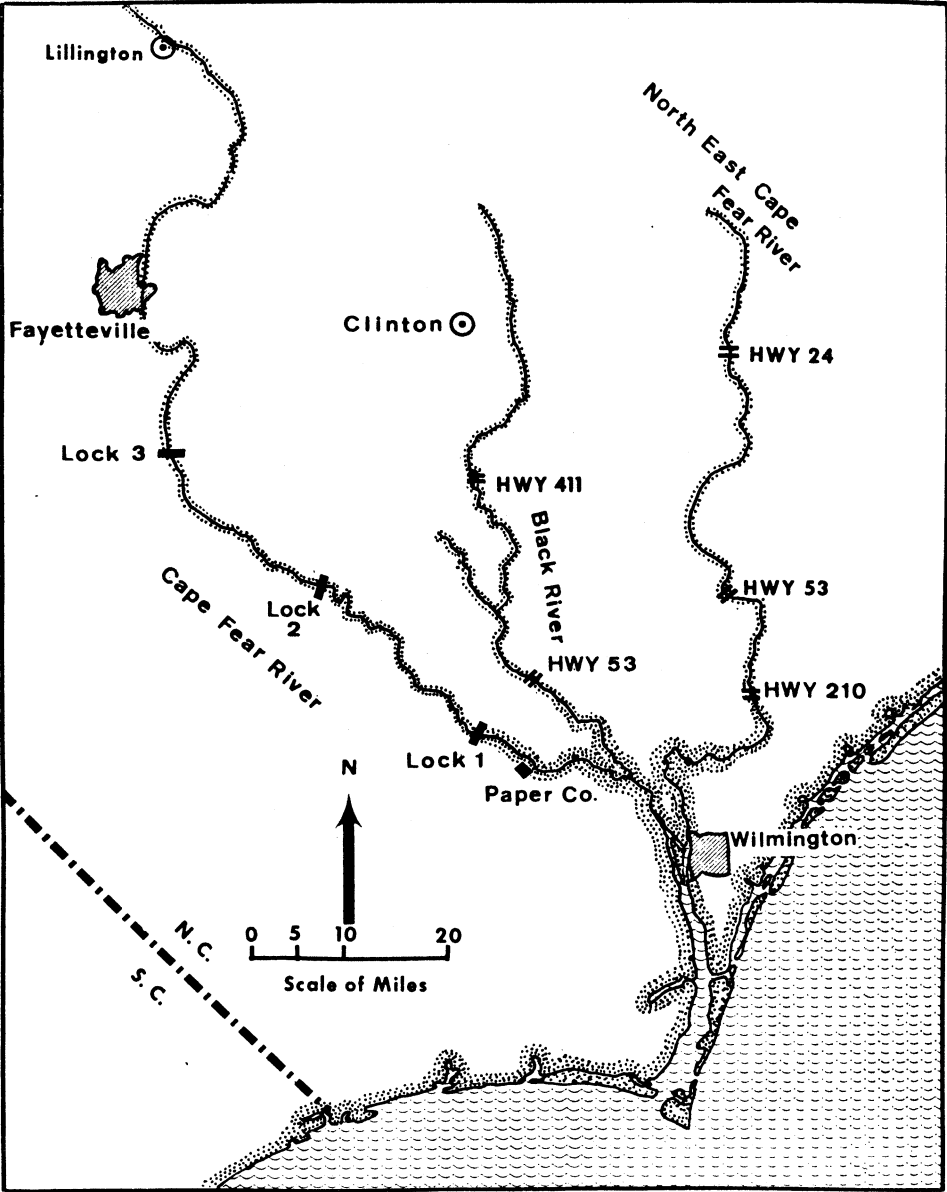 Lillington
North East Cape
Fear River
Fayetteville
Clinton
HWY 24
Lock 3
HWY 411
Black River
Cape Fear River
Lock
2
HWY 53
HWY 53
HWY 210
Lock 1
Paper Co.
N
Wilmington
N.C.
S.C.
0 5 10 20
Scale of Miles